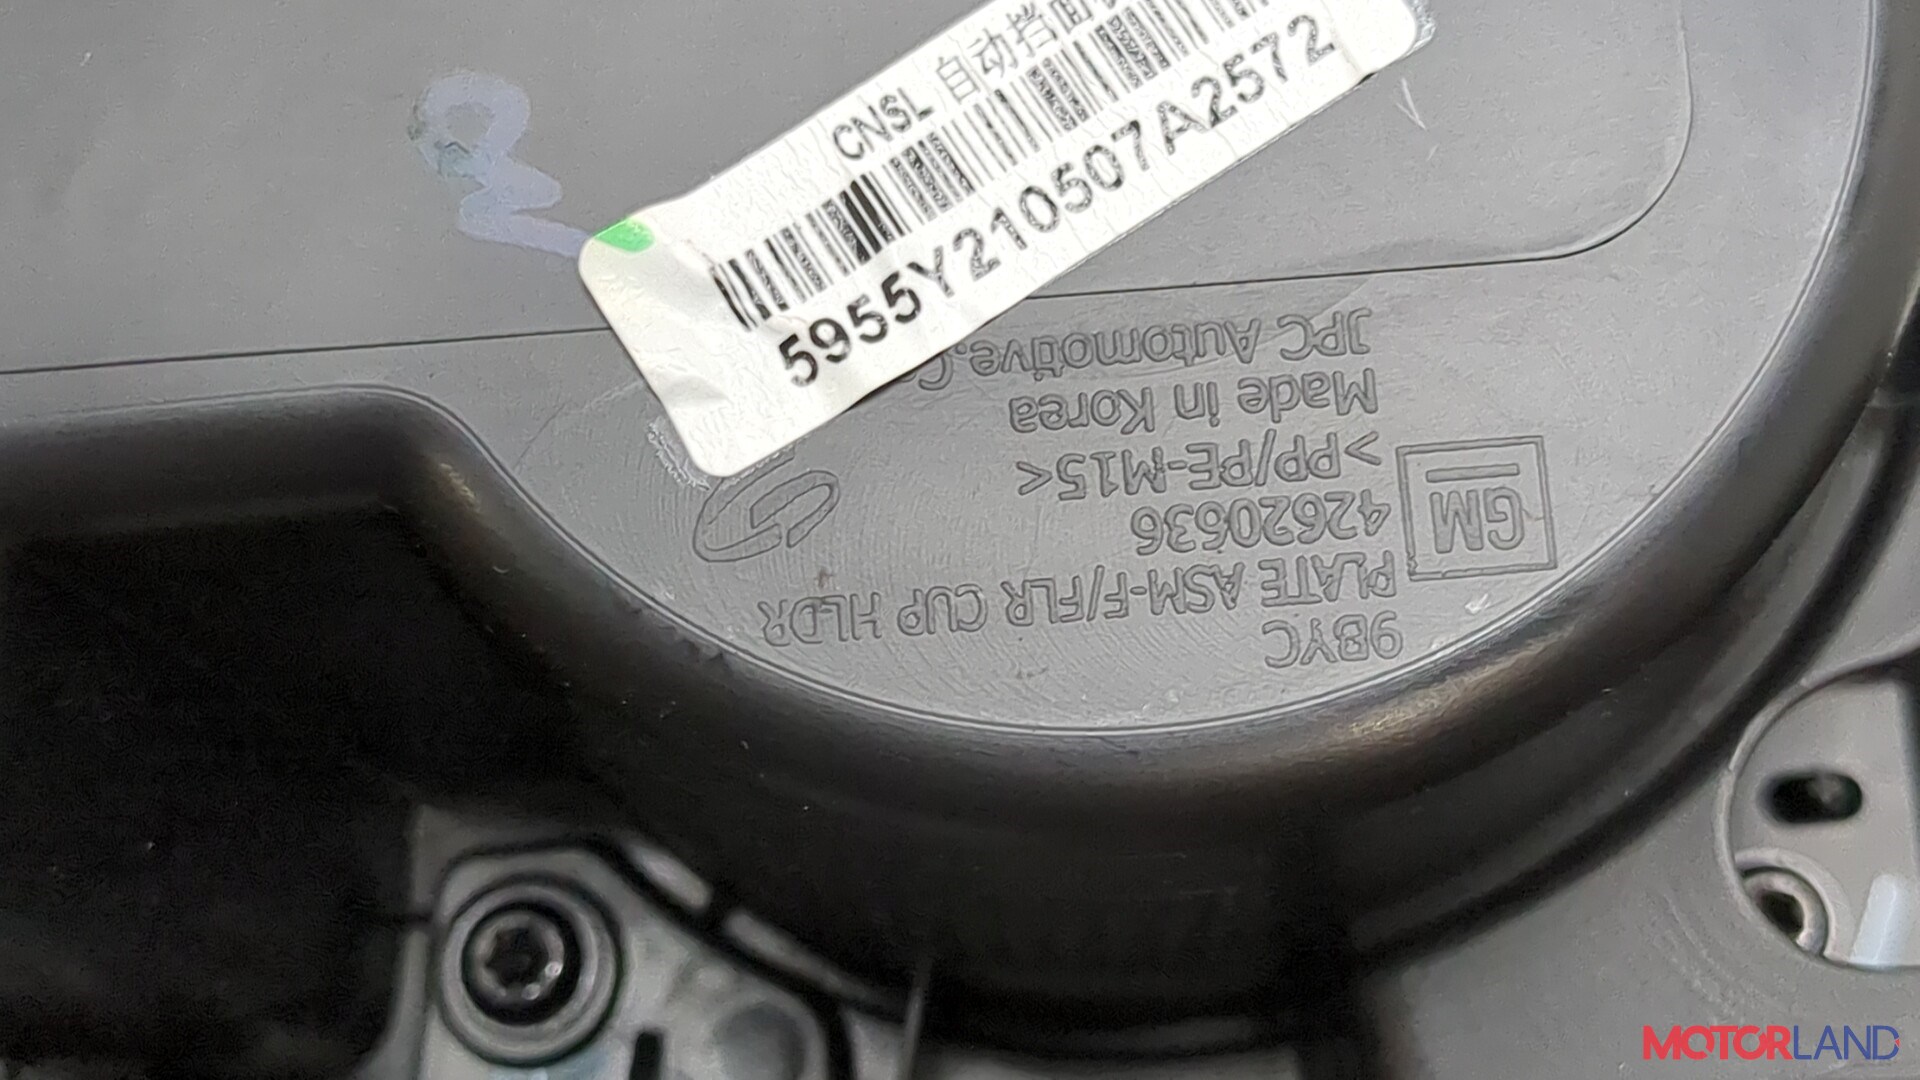 CNSL 自动挡面
5955Y210507A2572
9BYC
PLATE ASM-F/FLR CUP HLDR
42620636
>PP/PE-M15<
Made in Korea
JPC Automotive.C
GM
MOTORLAND